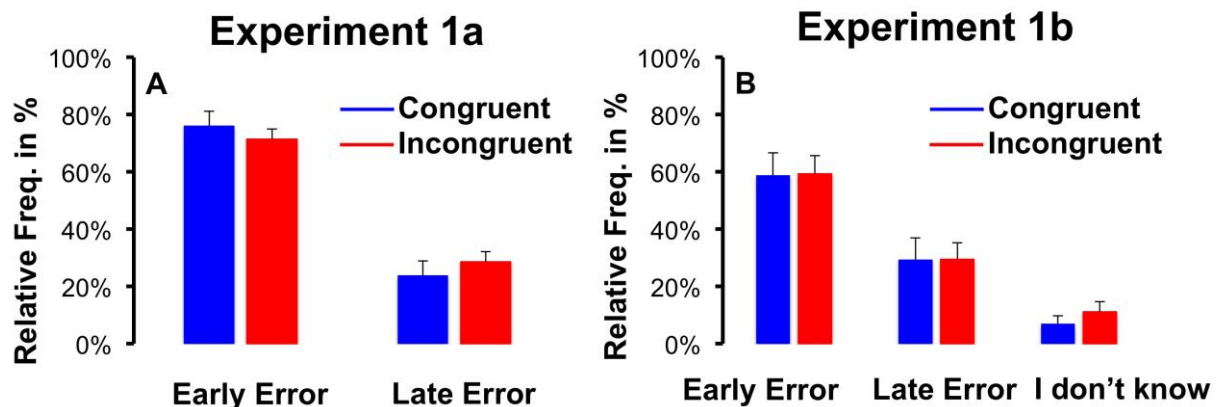 Experiment 1a
A
Relative Freq. in %
100%
80%
60%
40%
20%
0%
Congruent
Incongruent
Early Error
Late Error
Experiment 1b
B
Relative Freq. in %
100%
80%
60%
40%
20%
0%
Congruent
Incongruent
Early Error
Late Error
I don’t know